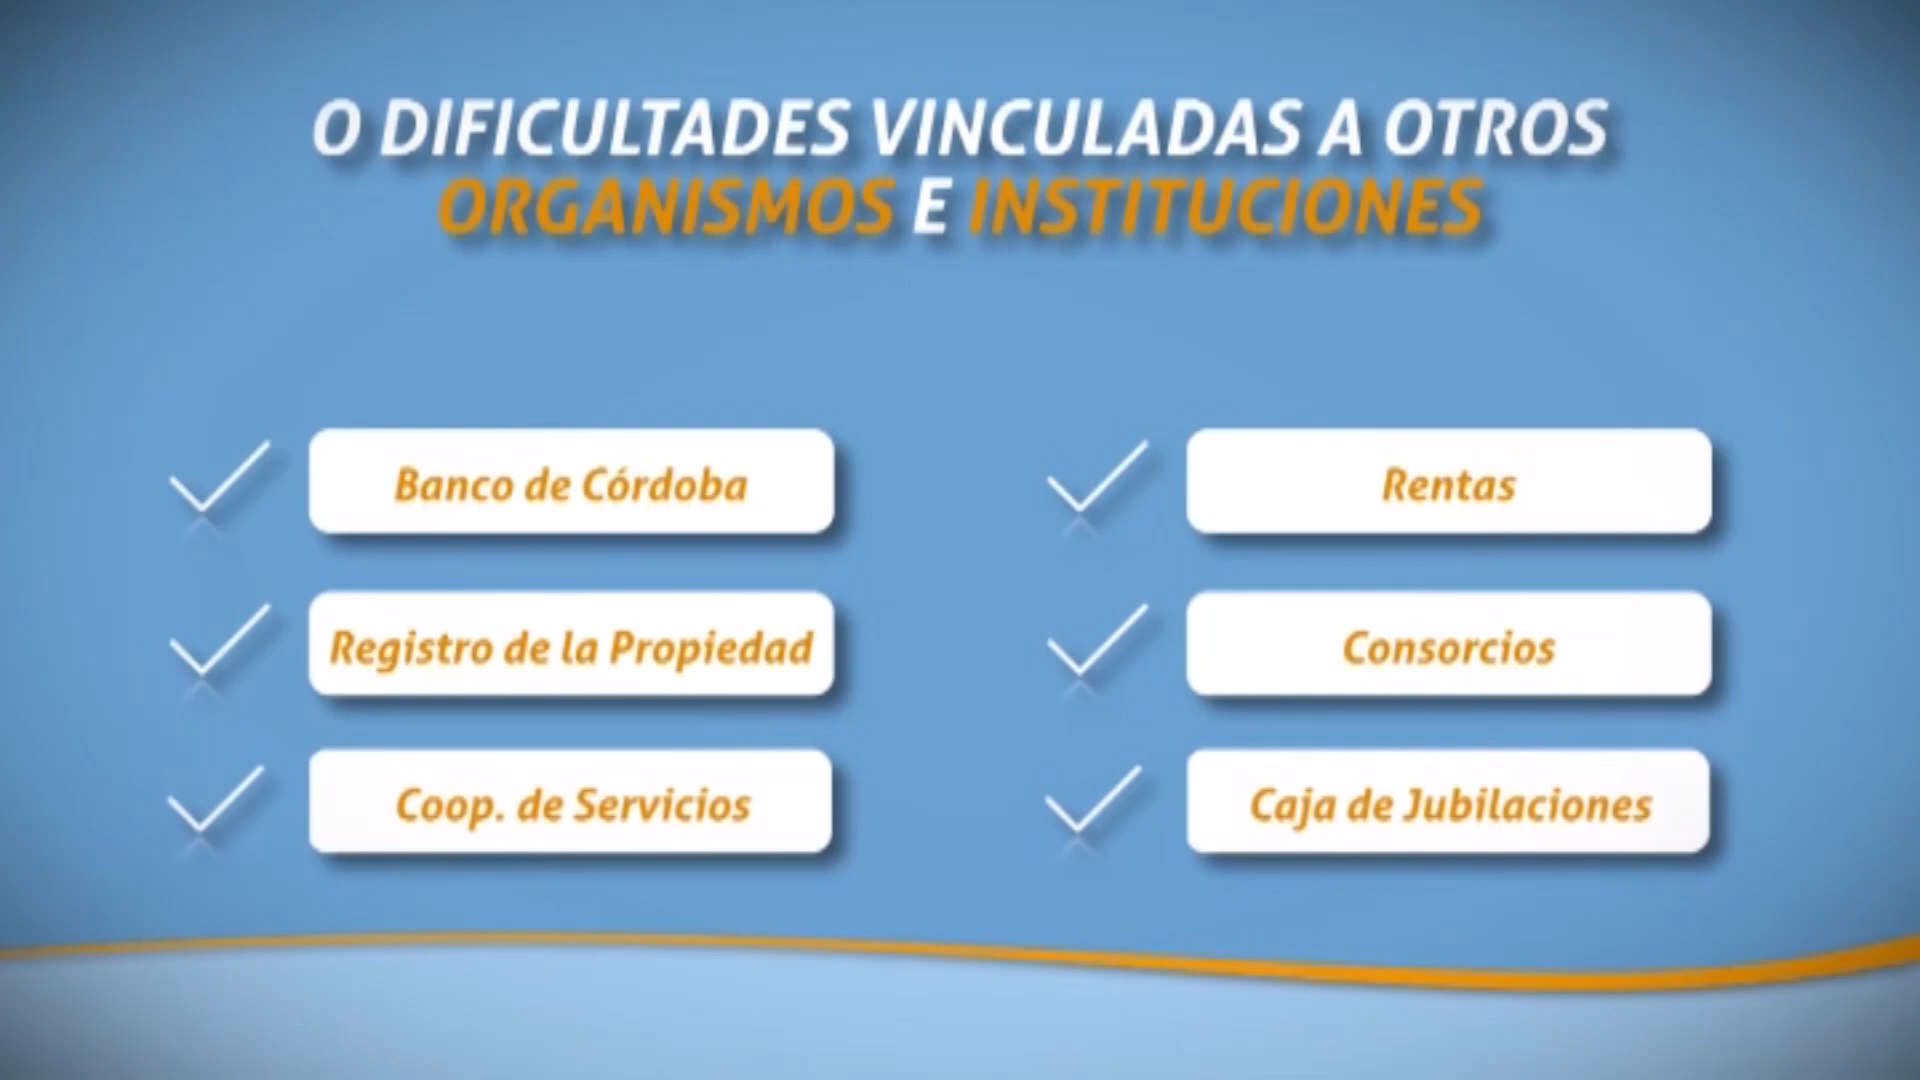 O DIFICULTADES VINCULADAS A OTROS
ORGANISMOS E INSTITUCIONES
Banco de Córdoba
Rentas
Registro de la Propiedad
Consorcios
Coop. de Servicios
Caja de Jubilaciones